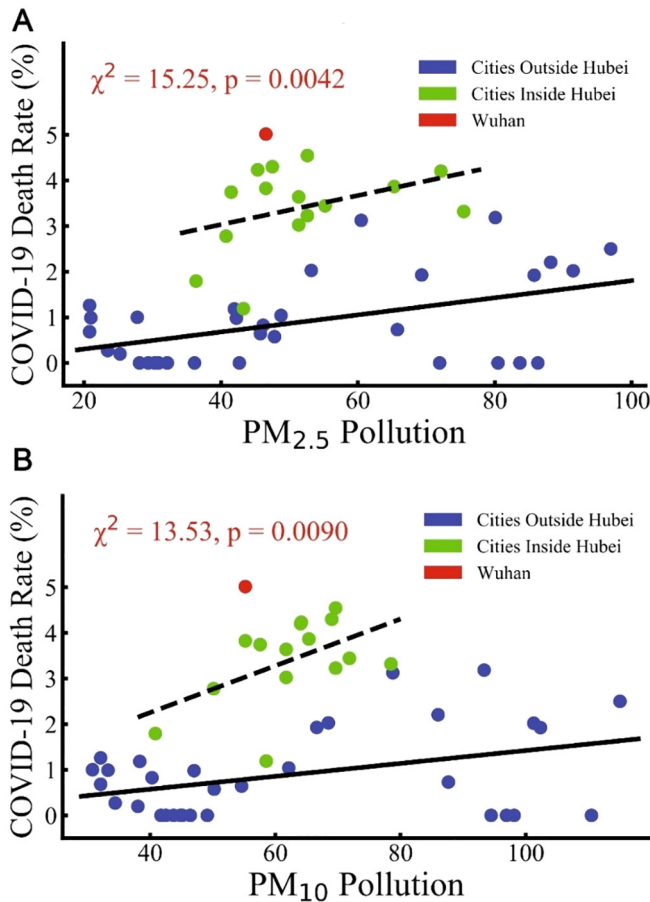 A
χ² = 15.25, p = 0.0042
Cities Outside Hubei
Cities Inside Hubei
Wuhan
COVID-19 Death Rate (%)
5
4
3
2
1
0
20 40 60 80 100
PM₂.₅ Pollution
B
χ² = 13.53, p = 0.0090
Cities Outside Hubei
Cities Inside Hubei
Wuhan
COVID-19 Death Rate (%)
5
4
3
2
1
0
40 60 80 100
PM₁₀ Pollution